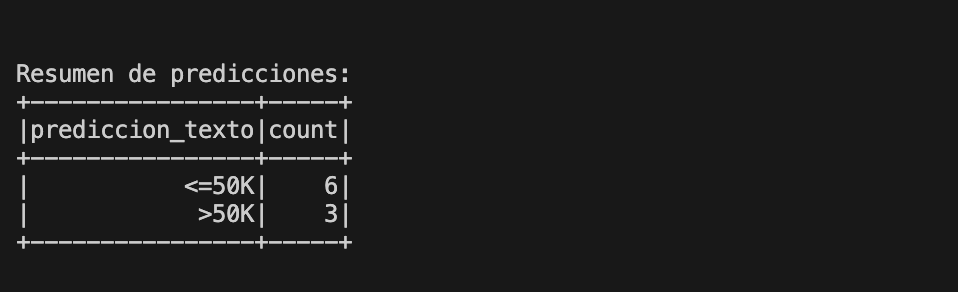 Resumen de predicciones:
+----------------+-----+
|prediccion_texto|count|
+----------------+-----+
|           <=50K|    6|
|            >50K|    3|
+----------------+-----+